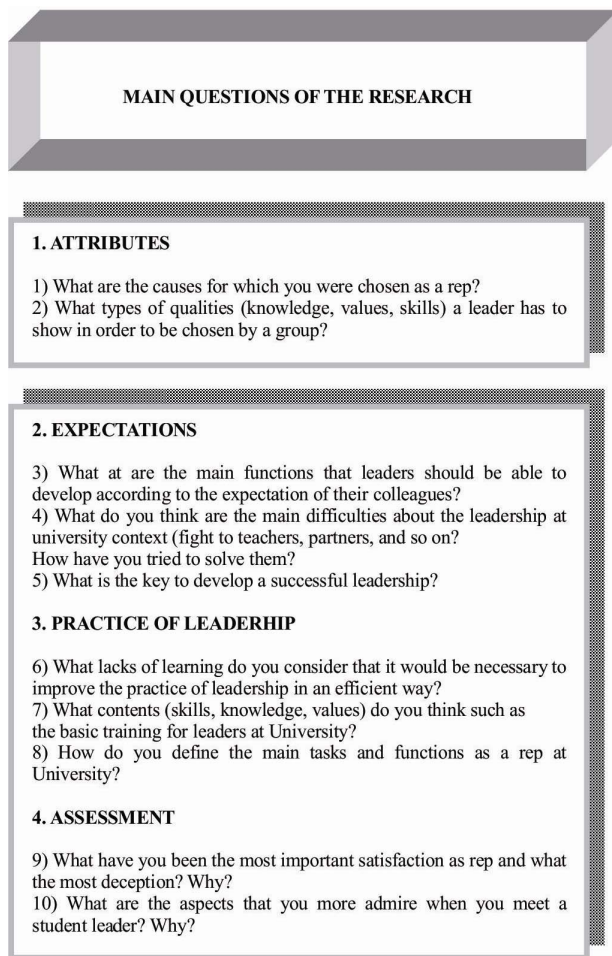 MAIN QUESTIONS OF THE RESEARCH
1. ATTRIBUTES
1) What are the causes for which you were chosen as a rep?
2) What types of qualities (knowledge, values, skills) a leader has to
show in order to be chosen by a group?
2. EXPECTATIONS
3) What at are the main functions that leaders should be able to
develop according to the expectation of their colleagues?
4) What do you think are the main difficulties about the leadership at
university context (fight to teachers, partners, and so on?
How have you tried to solve them?
5) What is the key to develop a successful leadership?
3. PRACTICE OF LEADERHIP
6) What lacks of learning do you consider that it would be necessary to
improve the practice of leadership in an efficient way?
7) What contents (skills, knowledge, values) do you think such as
the basic training for leaders at University?
8) How do you define the main tasks and functions as a rep at
University?
4. ASSESSMENT
9) What have you been the most important satisfaction as rep and what
the most deception? Why?
10) What are the aspects that you more admire when you meet a
student leader? Why?